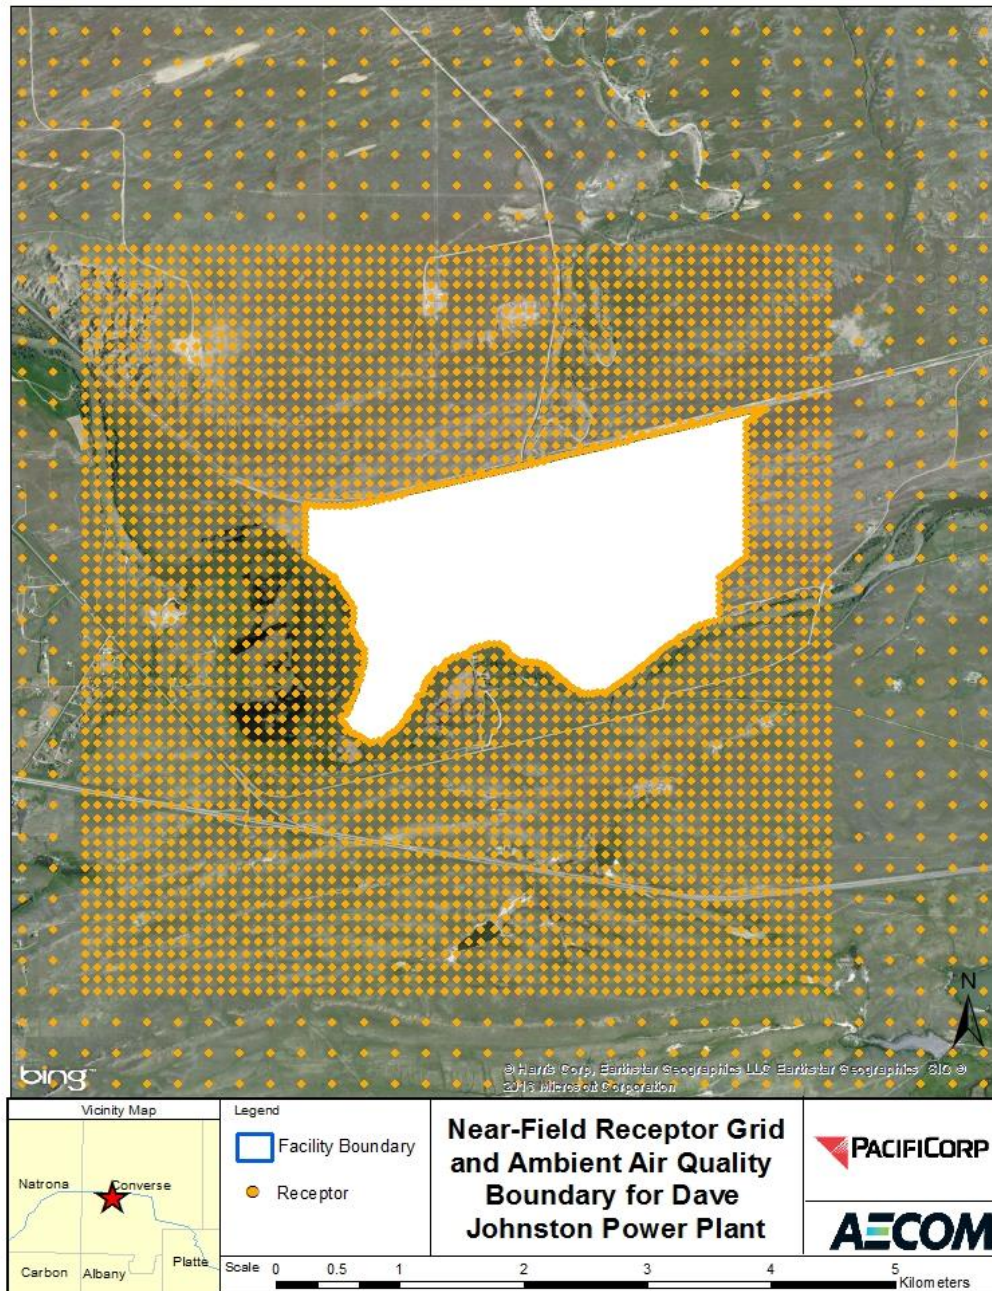 bing™
© Harris Corp, Earthstar Geographics LLC Earthstar Geographics SIO ©
2016 Microsoft Corporation
N
Vicinity Map
Natrona
Converse
Platte
Carbon
Albany
Legend
Facility Boundary
Receptor
Near-Field Receptor Grid
and Ambient Air Quality
Boundary for Dave
Johnston Power Plant
PACIFICORP
AECOM
Scale 0 0.5 1 2 3 4 5
Kilometers